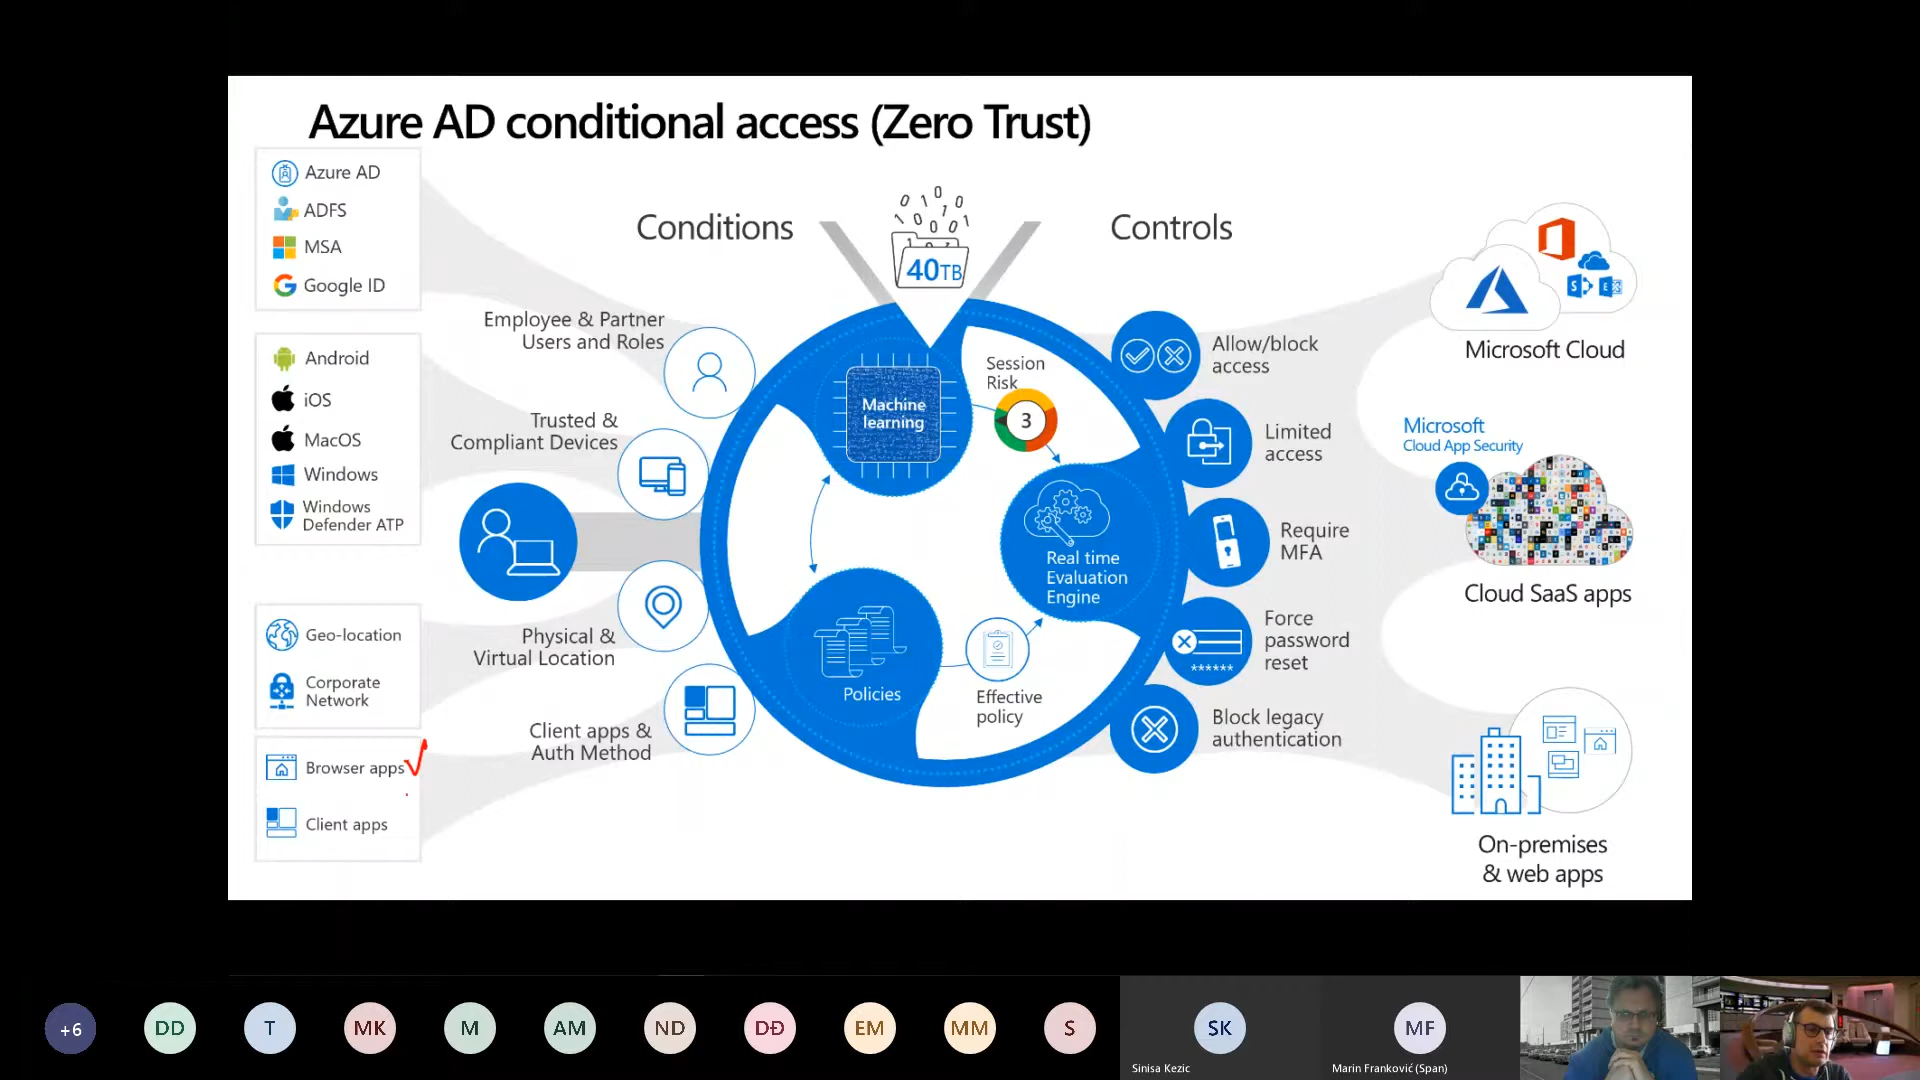 Azure AD conditional access (Zero Trust)
Azure AD
ADFS
MSA
Google ID
Android
iOS
MacOS
Windows
Windows
Defender ATP
Geo-location
Corporate
Network
Browser apps
Client apps
Conditions
Employee & Partner
Users and Roles
Trusted &
Compliant Devices
Physical &
Virtual Location
Client apps &
Auth Method
40TB
Machine
learning
Session
Risk
3
Real time
Evaluation
Engine
Policies
Effective
policy
Controls
Allow/block
access
Limited
access
Require
MFA
Force
password
reset
******
Block legacy
authentication
Microsoft Cloud
Microsoft
Cloud App Security
Cloud SaaS apps
On-premises
& web apps
+6
DD
T
MK
M
AM
ND
DĐ
EM
MM
S
SK
Sinisa Kezic
MF
Marin Franković (Span)